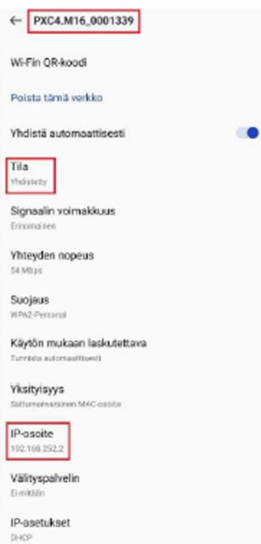 ← PXC4.M16_0001339
Wi-Fin QR-koodi
Poista tämä verkko
Yhdistä automaattisesti
Tila
Yhdistetty
Signaalin voimakkuus
Erinomainen
Yhteyden nopeus
54 Mbps
Suojaus
WPA2-Personal
Käytön mukaan laskutettava
Tunnista automaattisesti
Yksityisyys
Satunnaisvarainen MAC-osoite
IP-osoite
192.168.252.2
Välityspalvelin
Ei mitään
IP-asetukset
DHCP